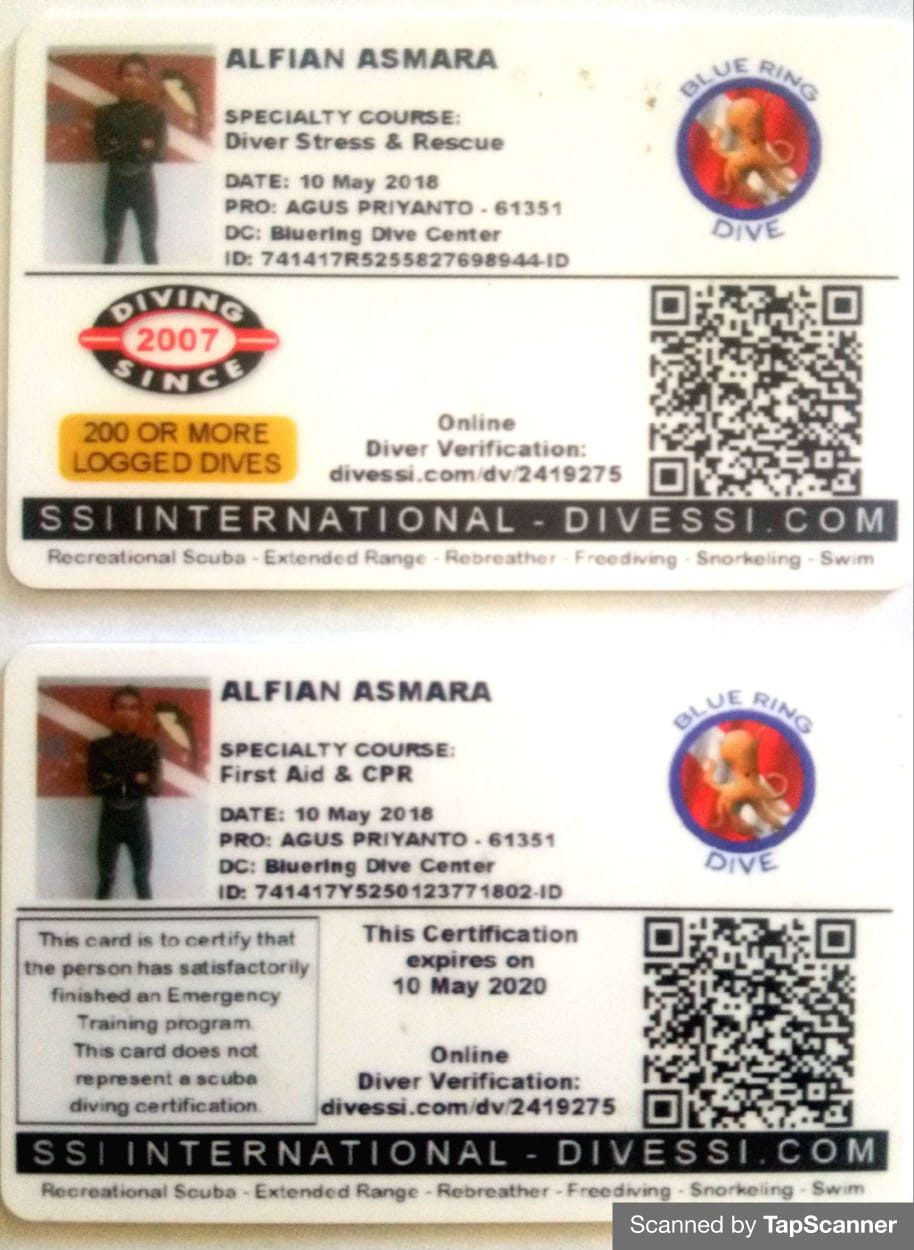 ALFIAN ASMARA
SPECIALTY COURSE:
Diver Stress & Rescue
DATE: 10 May 2018
PRO: AGUS PRIYANTO - 61351
DC: Bluering Dive Center
ID: 741417R5255827698944-ID
BLUE RING
DIVE
DIVING
2007
SINCE
200 OR MORE
LOGGED DIVES
Online
Diver Verification:
divessi.com/dv/2419275
SSI INTERNATIONAL - DIVESSI.COM
Recreational Scuba - Extended Range - Rebreather - Freediving - Snorkeling - Swim
ALFIAN ASMARA
SPECIALTY COURSE:
First Aid & CPR
DATE: 10 May 2018
PRO: AGUS PRIYANTO - 61351
DC: Bluering Dive Center
ID: 741417Y5250123771802-ID
BLUE RING
DIVE
This card is to certify that
the person has satisfactorily
finished an Emergency
Training program.
This card does not
represent a scuba
diving certification.
This Certification
expires on
10 May 2020
Online
Diver Verification:
divessi.com/dv/2419275
SSI INTERNATIONAL - DIVESSI.COM
Recreational Scuba - Extended Range - Rebreather - Freediving - Snorkeling - Swim
Scanned by TapScanner